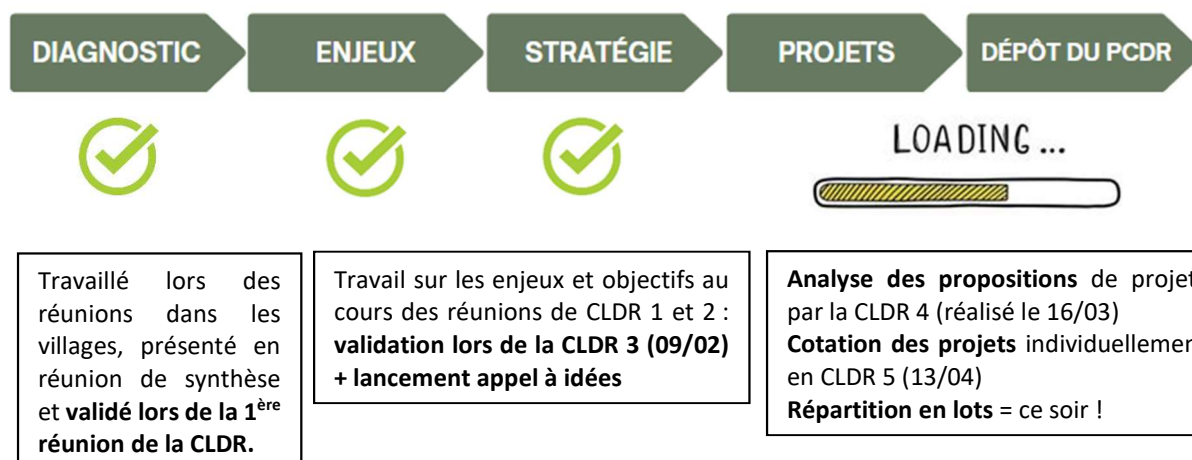 DIAGNOSTIC
ENJEUX
STRATÉGIE
PROJETS
DÉPÔT DU PCDR
LOADING ...
Travaillé lors des
réunions dans les
villages, présenté en
réunion de synthèse
et validé lors de la 1ère
réunion de la CLDR.
Travail sur les enjeux et objectifs au
cours des réunions de CLDR 1 et 2 :
validation lors de la CLDR 3 (09/02)
+ lancement appel à idées
Analyse des propositions de projet
par la CLDR 4 (réalisé le 16/03)
Cotation des projets individuellemen
en CLDR 5 (13/04)
Répartition en lots = ce soir !